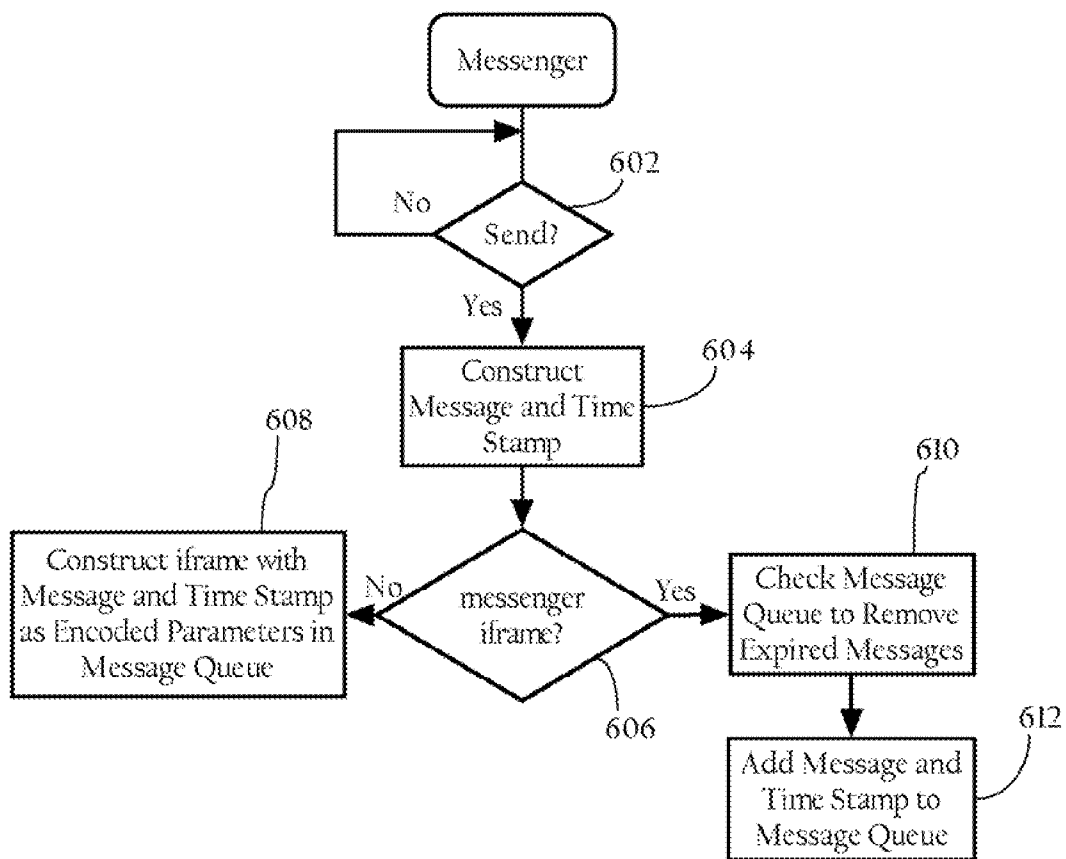 Messenger
602
No
Send?
Yes
604
Construct
Message and Time
Stamp
608
610
Construct iframe with
Message and Time Stamp
as Encoded Parameters in
Message Queue
No
messenger
iframe?
Yes
Check Message
Queue to Remove
Expired Messages
606
612
Add Message and
Time Stamp to
Message Queue